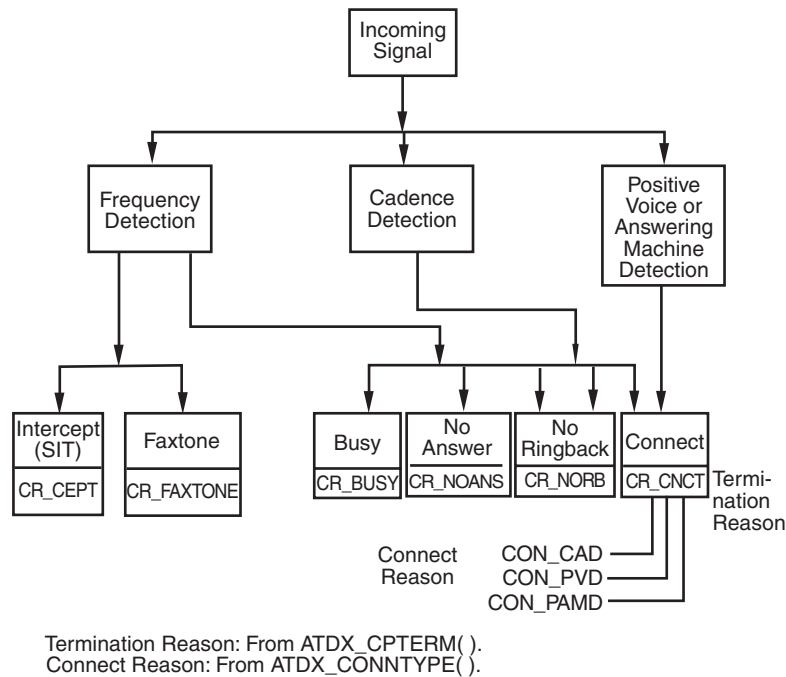 Incoming
Signal
Frequency
Detection
Cadence
Detection
Positive
Voice or
Answering
Machine
Detection
Intercept
(SIT)
CR_CEPT
Faxtone
CR_FAXTONE
Busy
CR_BUSY
No
Answer
CR_NOANS
No
Ringback
CR_NORB
Connect
CR_CNCT
Termi-
nation
Reason
Connect
Reason
CON_CAD
CON_PVD
CON_PAMD
Termination Reason: From ATDX_CPTERM( ).
Connect Reason: From ATDX_CONNTYPE( ).